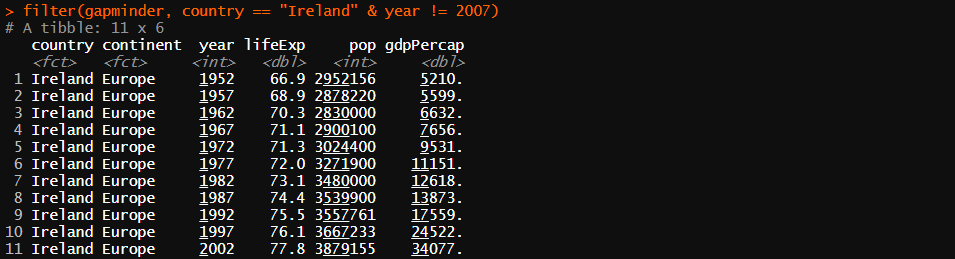 > filter(gapminder, country == "Ireland" & year != 2007)
# A tibble: 11 x 6
   country continent  year lifeExp     pop gdpPercap
   <fct>   <fct>     <int>   <dbl>   <int>     <dbl>
 1 Ireland Europe     1952    66.9 2952156     5210.
 2 Ireland Europe     1957    68.9 2878220     5599.
 3 Ireland Europe     1962    70.3 2830000     6632.
 4 Ireland Europe     1967    71.1 2900100     7656.
 5 Ireland Europe     1972    71.3 3024400     9531.
 6 Ireland Europe     1977    72.0 3271900    11151.
 7 Ireland Europe     1982    73.1 3480000    12618.
 8 Ireland Europe     1987    74.4 3539900    13873.
 9 Ireland Europe     1992    75.5 3557761    17559.
10 Ireland Europe     1997    76.1 3667233    24522.
11 Ireland Europe     2002    77.8 3879155    34077.